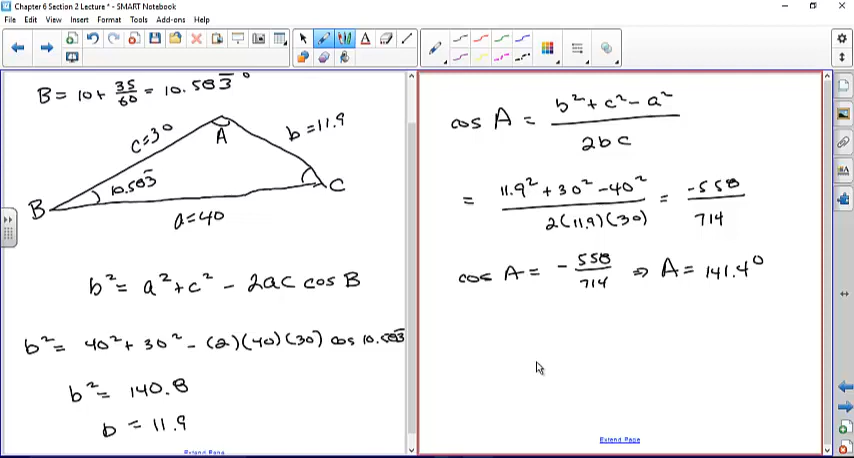 Chapter 6 Section 2 Lecture * - SMART Notebook
File Edit View Insert Format Tools Add-ons Help
B = 10 + 35/60 = 10.583̅°
c=30
A
b=11.9
10.583̅
B
C
a=40
b² = a² + c² - 2ac cos B
b² = 40² + 30² - (2)(40)(30) cos 10.583̅
b² = 140.8
b = 11.9
Extend Page
cos A = (b² + c² - a²) / 2bc
= (11.9² + 30² - 40²) / 2(11.9)(30) = -558/714
cos A = - 558/714 ⇒ A = 141.4°
Extend Page